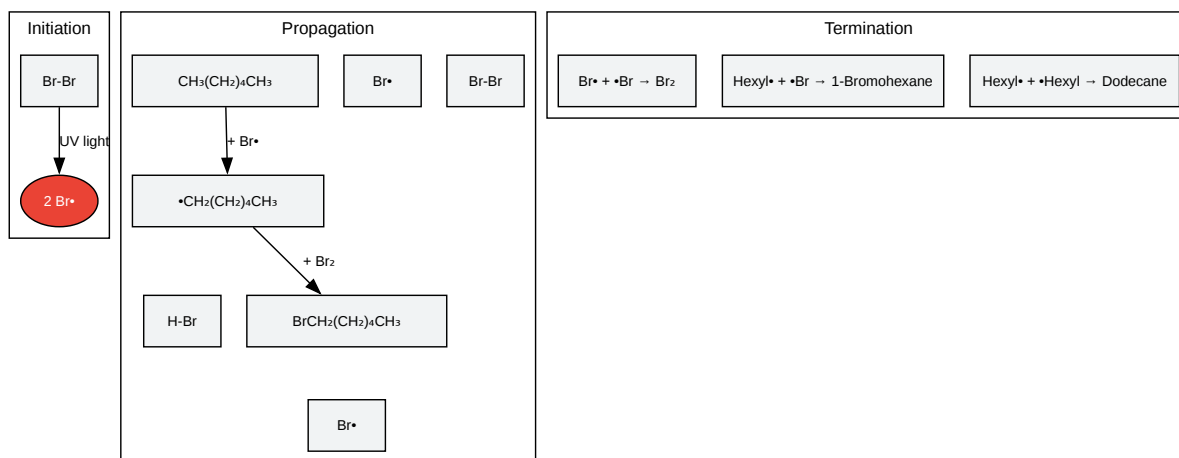 Initiation
Br-Br
UV light
2 Br•
Propagation
CH₃(CH₂)₄CH₃
Br•
Br-Br
+ Br•
•CH₂(CH₂)₄CH₃
+ Br₂
H-Br
BrCH₂(CH₂)₄CH₃
Br•
Termination
Br• + •Br → Br₂
Hexyl• + •Br → 1-Bromohexane
Hexyl• + •Hexyl → Dodecane